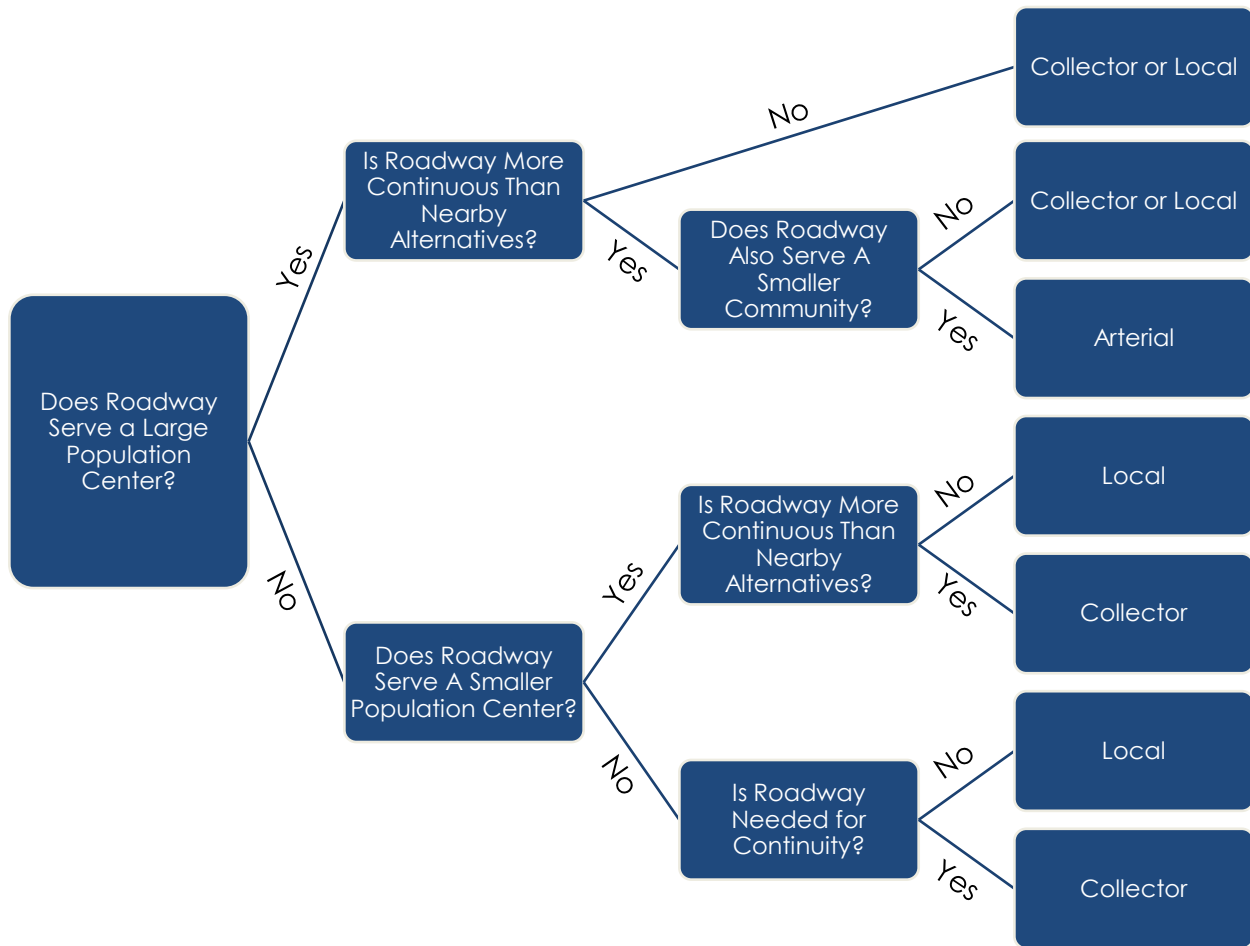 Does Roadway
Serve a Large
Population
Center?
Yes
No
Is Roadway More
Continuous Than
Nearby
Alternatives?
No
Yes
Does Roadway
Serve A Smaller
Population Center?
Yes
No
Does Roadway
Also Serve A
Smaller
Community?
No
Yes
Is Roadway More
Continuous Than
Nearby
Alternatives?
No
Yes
Is Roadway
Needed for
Continuity?
No
Yes
Collector or Local
Collector or Local
Arterial
Local
Collector
Local
Collector